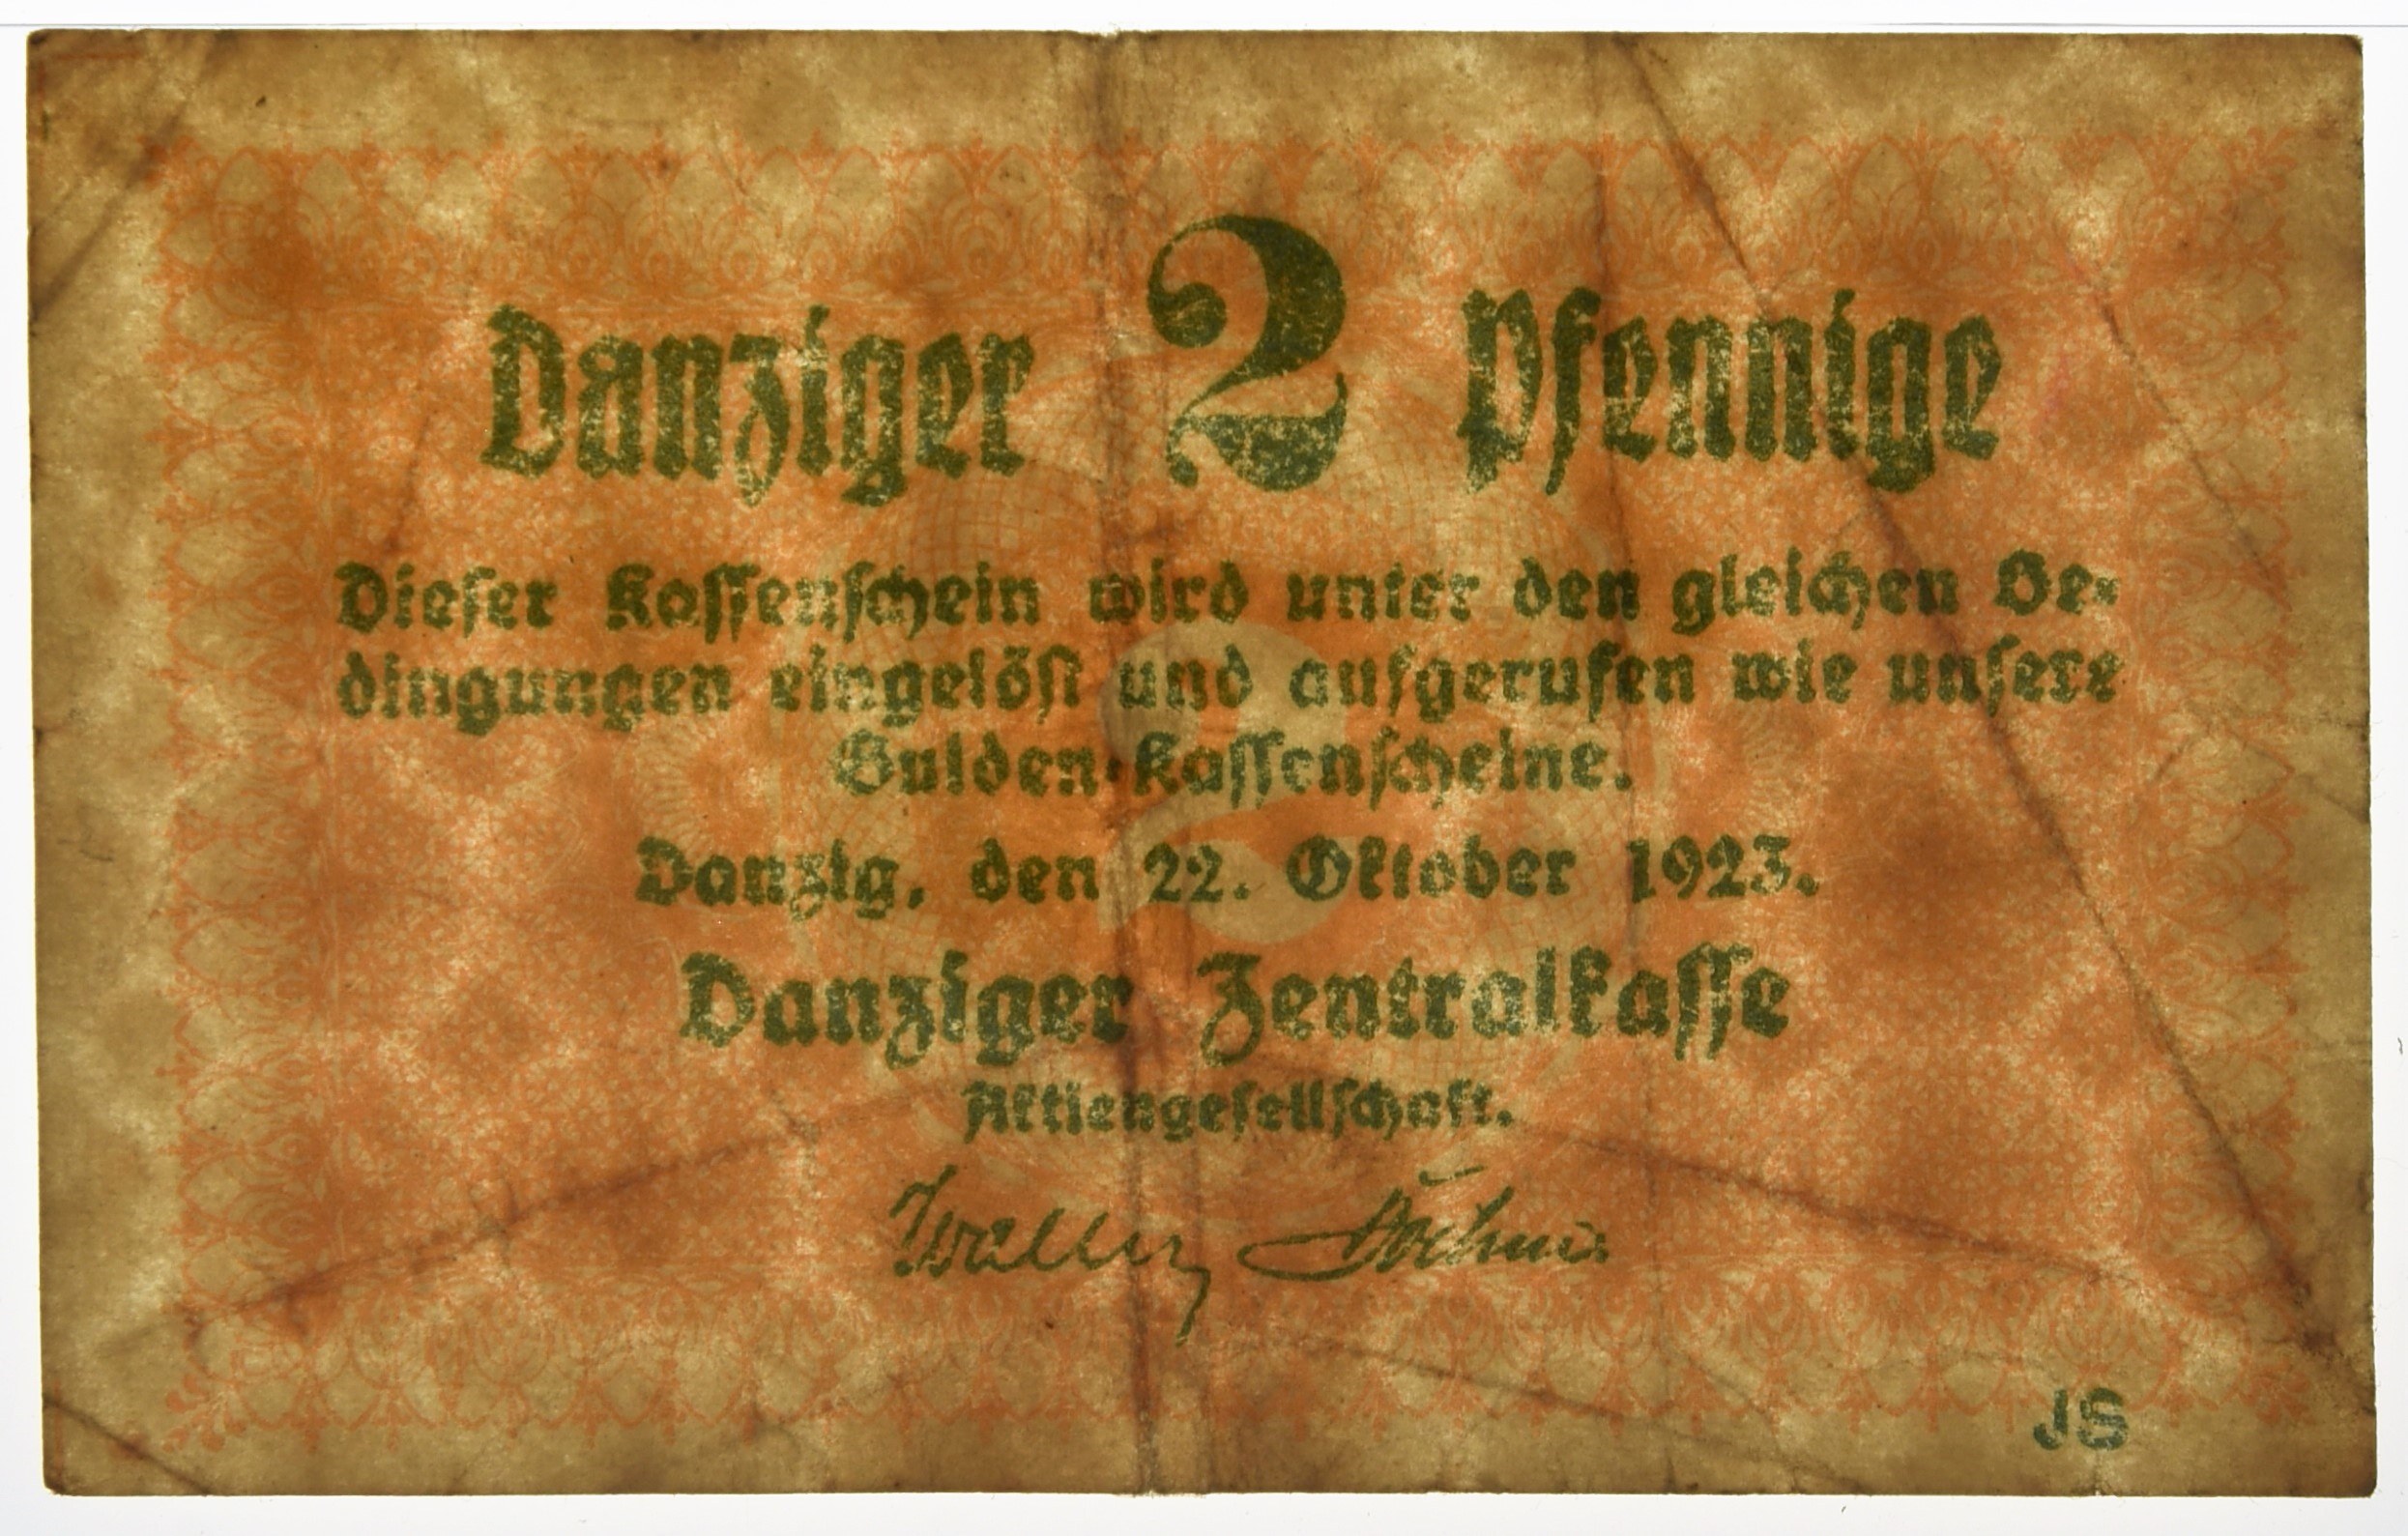 Danziger 2 Pfennige
Dieser Kassenschein wird unter den gleichen Be-
dingungen eingelöst und aufgerufen wie unsere
Gulden-Kassenscheine.
Danzig, den 22. Oktober 1923.
Danziger Zentralkasse
Aktiengesellschaft.
JS